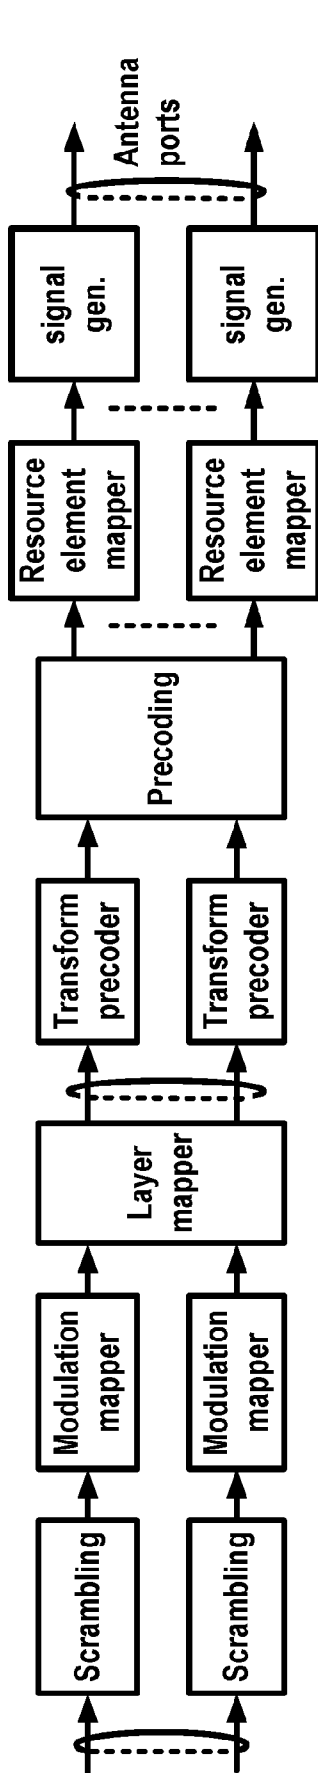 Scrambling
Scrambling
Modulation
mapper
Modulation
mapper
Layer
mapper
Transform
precoder
Transform
precoder
Precoding
Resource
element
mapper
Resource
element
mapper
signal
gen.
signal
gen.
Antenna
ports